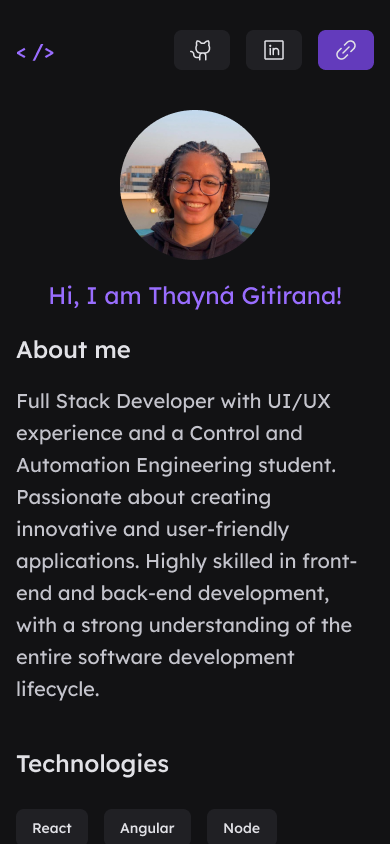 < />
Hi, I am Thayná Gitirana!
About me
Full Stack Developer with UI/UX
experience and a Control and
Automation Engineering student.
Passionate about creating
innovative and user-friendly
applications. Highly skilled in front-
end and back-end development,
with a strong understanding of the
entire software development
lifecycle.
Technologies
React Angular Node